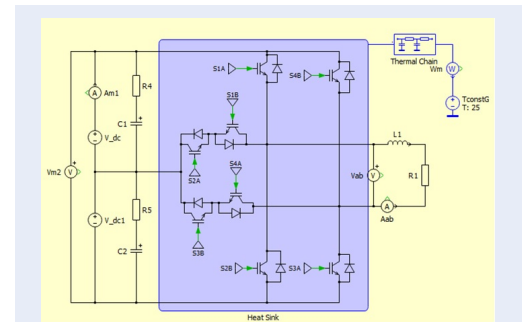 S1A
S4B
Thermal Chain
Wm
W
A
Am1
R4
S1B
TconstG
T: 25
C1
V_dc
S4A
L1
S2A
Vm2
V
Vab
V
R1
V_dc1
R5
A
Aab
S3B
C2
S2B
S3A
Heat Sink